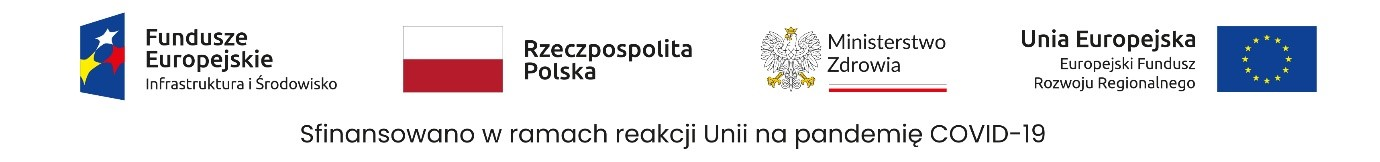 Fundusze
Europejskie
Infrastruktura i Środowisko
Rzeczpospolita
Polska
Ministerstwo
Zdrowia
Unia Europejska
Europejski Fundusz
Rozwoju Regionalnego
Sfinansowano w ramach reakcji Unii na pandemię COVID-19